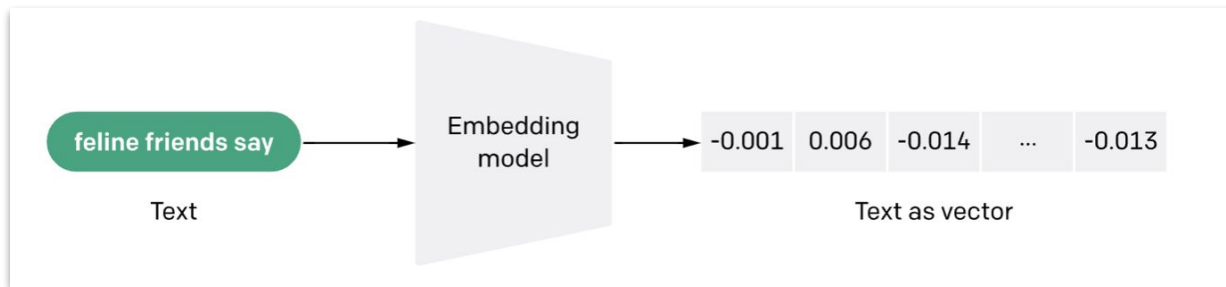 feline friends say
Embedding
model
-0.001 0.006 -0.014 ... -0.013
Text
Text as vector